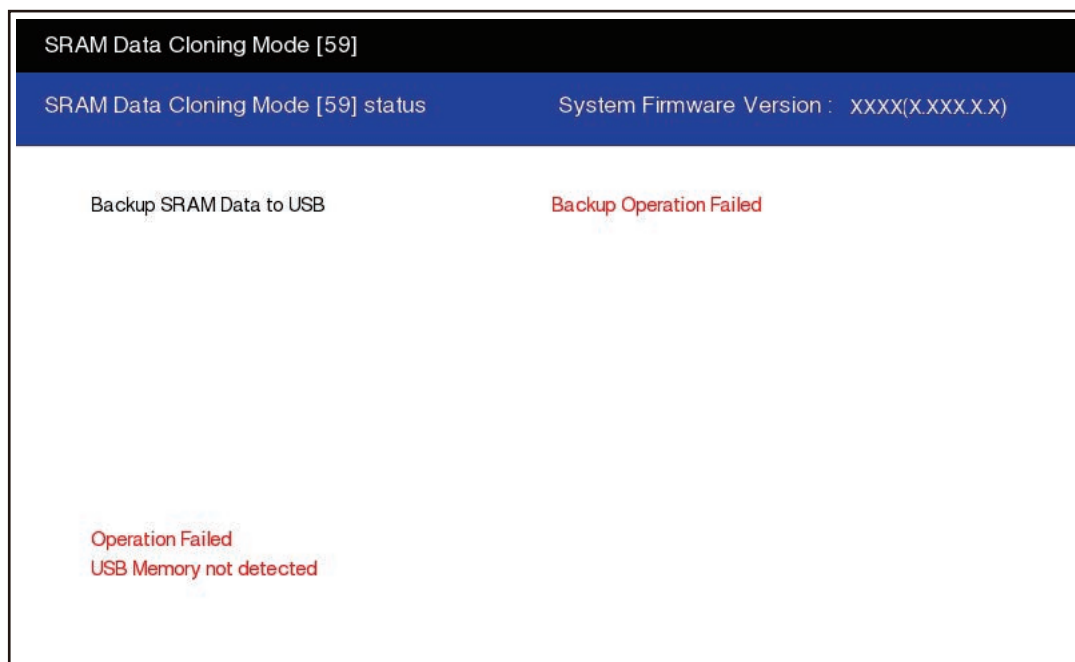 SRAM Data Cloning Mode [59]
SRAM Data Cloning Mode [59] status System Firmware Version : XXXX(X.XXX.X.X)
Backup SRAM Data to USB Backup Operation Failed
Operation Failed
USB Memory not detected